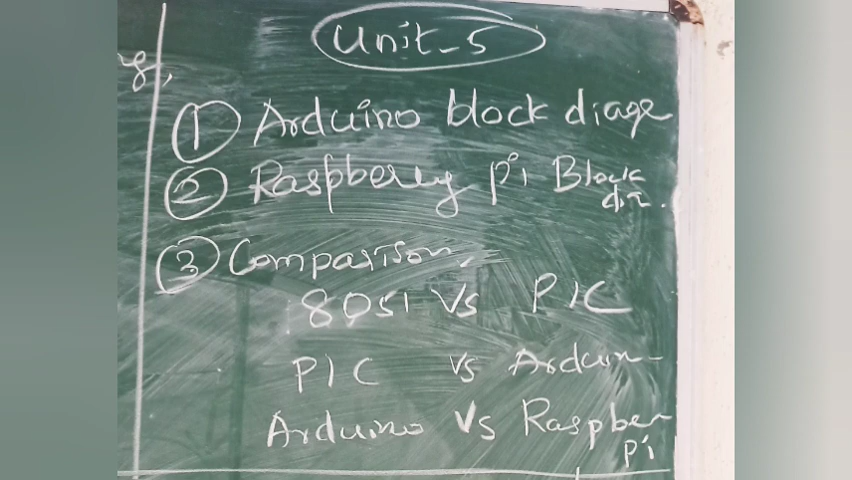 Unit-5
① Arduino block diage
② Raspberry Pi Block dia.
③ Comparison,
8051 Vs PIC
PIC Vs Arduin-
Arduino Vs Raspber
Pi